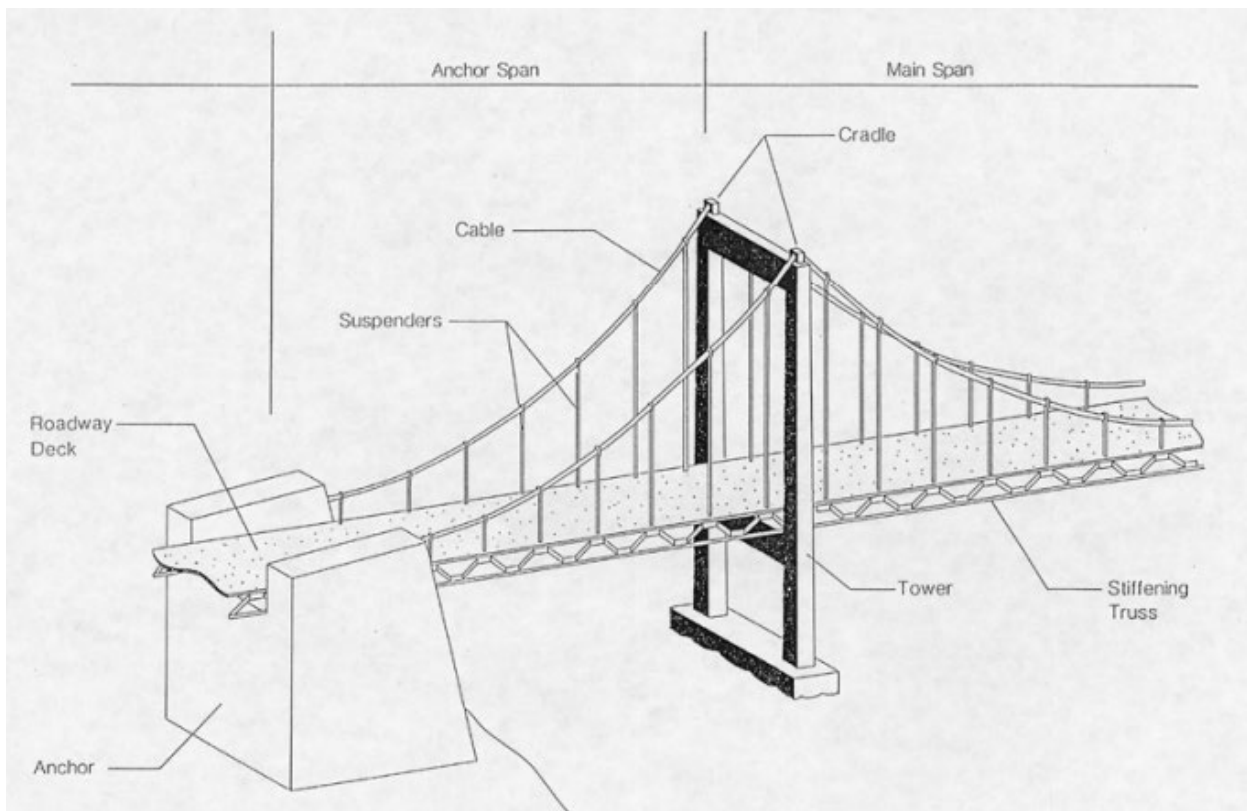 Anchor Span
Main Span
Cradle
Cable
Suspenders
Roadway
Deck
Tower
Stiffening
Truss
Anchor